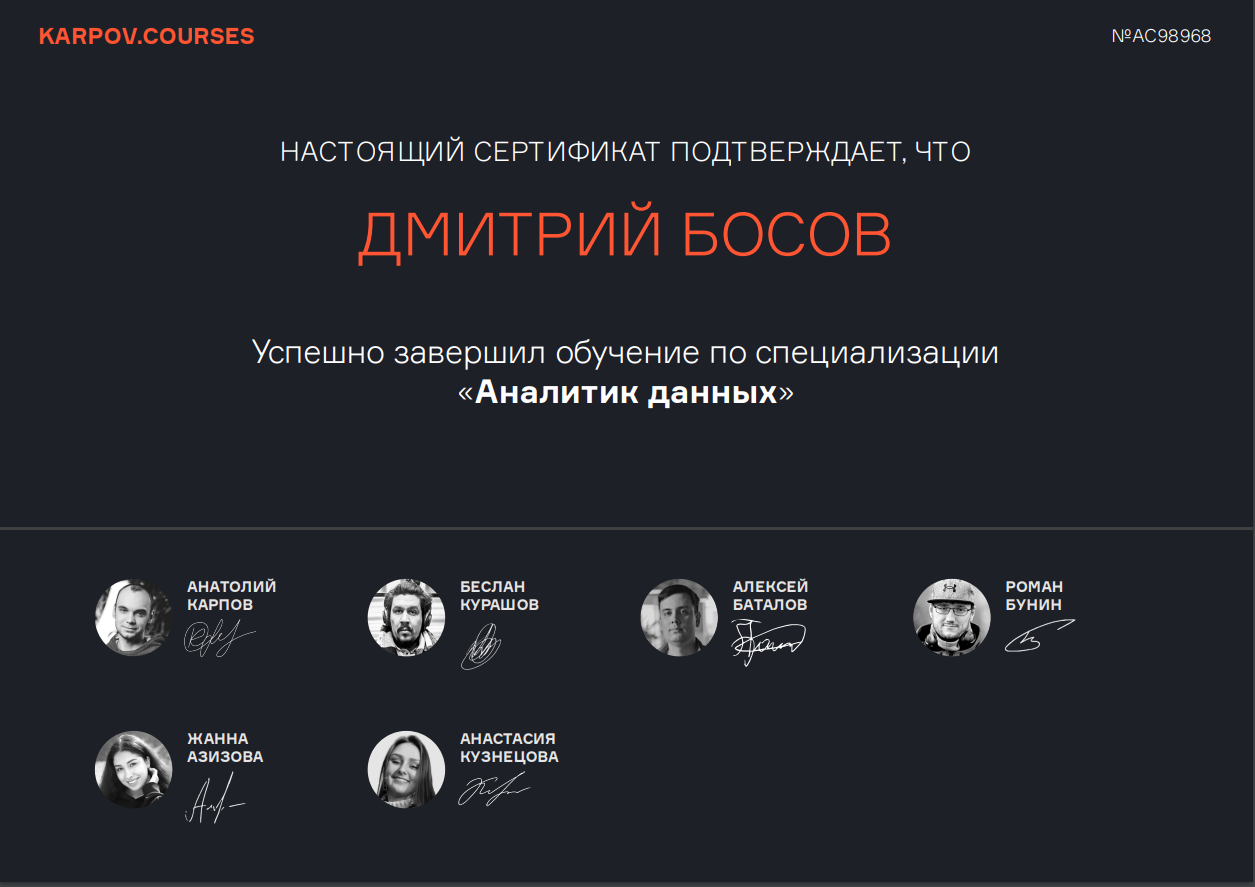 KARPOV.COURSES
№AC98968
НАСТОЯЩИЙ СЕРТИФИКАТ ПОДТВЕРЖДАЕТ, ЧТО
ДМИТРИЙ БОСОВ
Успешно завершил обучение по специализации
«Аналитик данных»
АНАТОЛИЙ
КАРПОВ
БЕСЛАН
КУРАШОВ
АЛЕКСЕЙ
БАТАЛОВ
РОМАН
БУНИН
ЖАННА
АЗИЗОВА
АНАСТАСИЯ
КУЗНЕЦОВА